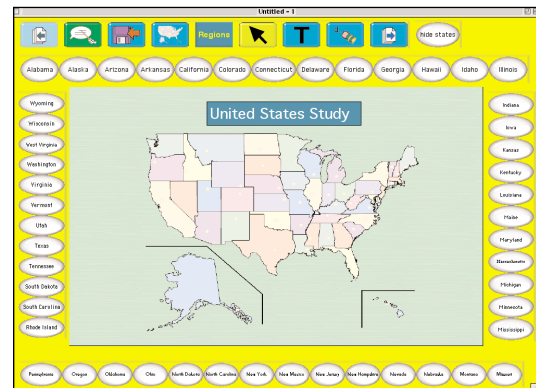 Untitled - 1
Regions
T
hide states
Alabama Alaska Arizona Arkansas California Colorado Connecticut Delaware Florida Georgia Hawaii Idaho Illinois
United States Study
Wyoming
Wisconsin
West Virginia
Washington
Virginia
Vermont
Utah
Texas
Tennessee
South Dakota
South Carolina
Rhode Island
Indiana
Iowa
Kansas
Kentucky
Louisiana
Maine
Maryland
Massachusetts
Michigan
Minnesota
Mississippi
Pennsylvania Oregon Oklahoma Ohio North Dakota North Carolina New York New Mexico New Jersey New Hampshire Nevada Nebraska Montana Missouri